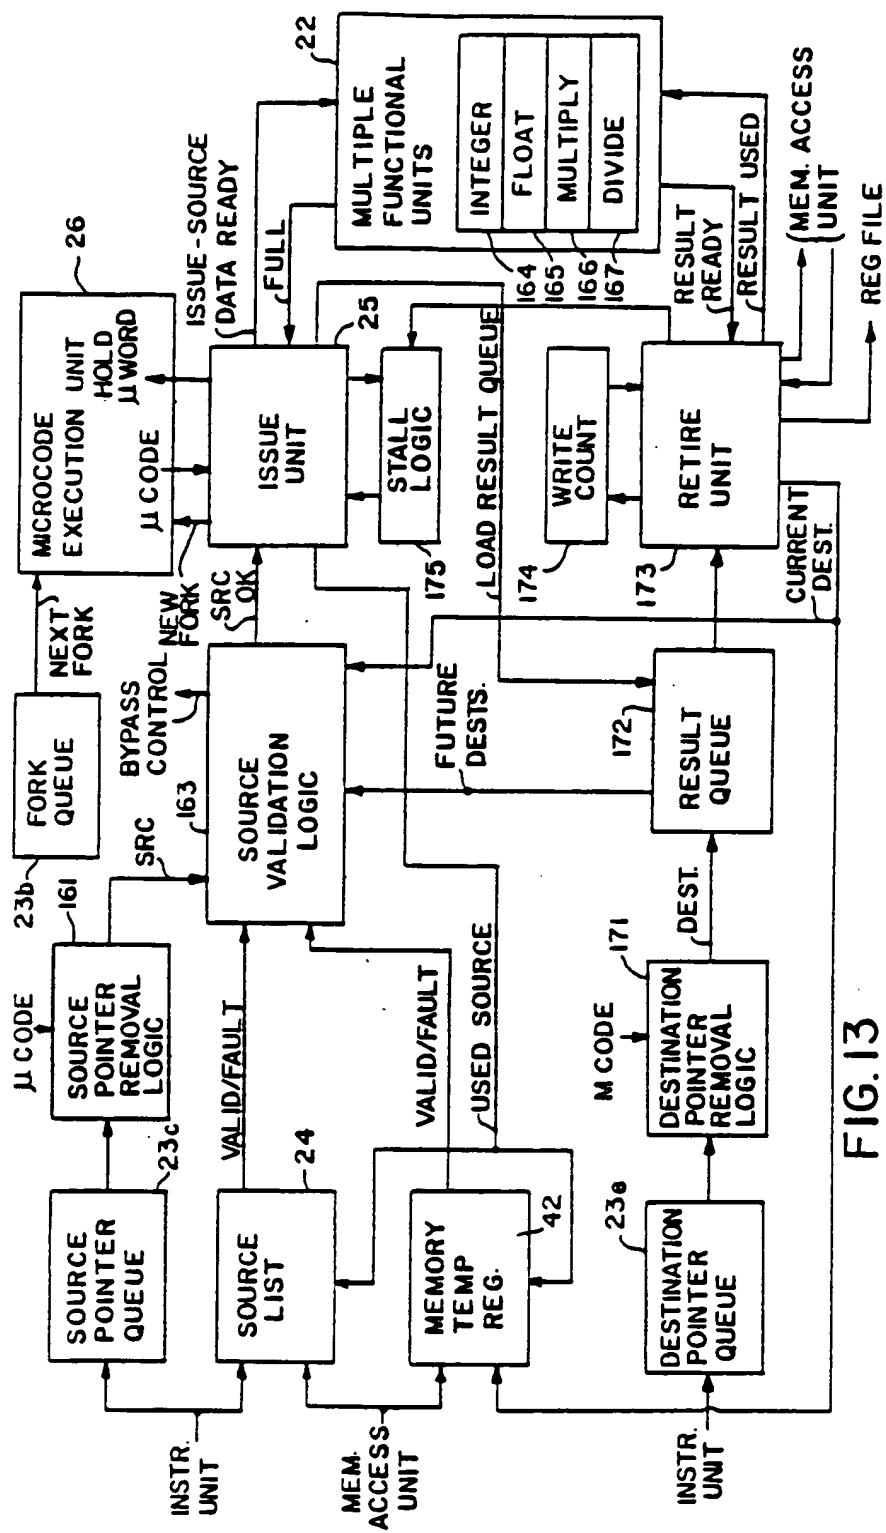 22
MULTIPLE
FUNCTIONAL
UNITS
INTEGER
FLOAT
MULTIPLY
DIVIDE
164
165
166
167
ISSUE-SOURCE
DATA READY
FULL
RESULT
READY
RESULT USED
MEM. ACCESS
UNIT
REG FILE
26
MICROCODE
EXECUTION UNIT
HOLD
μWORD
μCODE
25
ISSUE
UNIT
STALL
LOGIC
175
LOAD RESULT QUEUE
WRITE
COUNT
174
RETIRE
UNIT
173
CURRENT
DEST.
NEXT
FORK
NEW
FORK
SRC
OK
FORK
QUEUE
23b
BYPASS
CONTROL
163
SOURCE
VALIDATION
LOGIC
FUTURE
DESTS.
172
RESULT
QUEUE
SRC
161
μCODE
SOURCE
POINTER
REMOVAL
LOGIC
VALID/FAULT
VALID/FAULT
USED SOURCE
DEST.
171
M CODE
DESTINATION
POINTER
REMOVAL
LOGIC
23c
SOURCE
POINTER
QUEUE
24
SOURCE
LIST
42
MEMORY
TEMP
REG.
23e
DESTINATION
POINTER
QUEUE
INSTR.
UNIT
MEM.
ACCESS
UNIT
INSTR.
UNIT
FIG.13